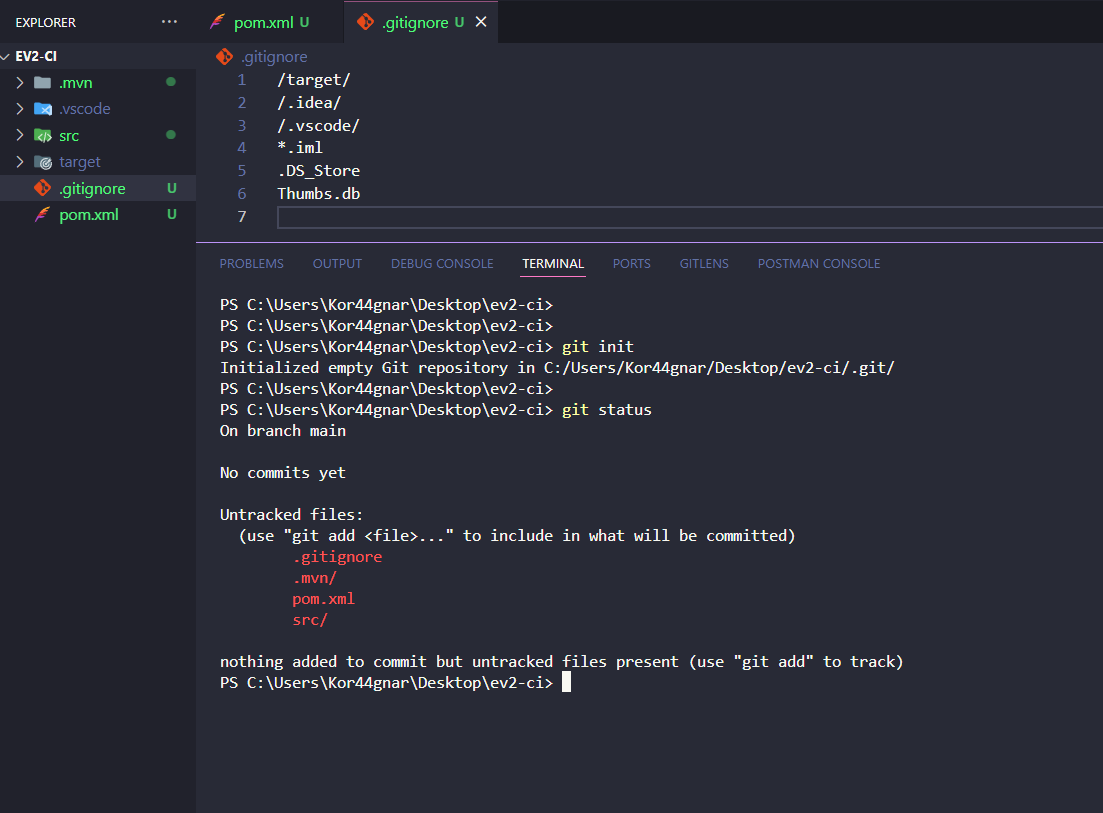 EXPLORER ...
EV2-CI
.mvn
.vscode
src
target
.gitignore U
pom.xml U
pom.xml U
.gitignore U
.gitignore
1 /target/
2 /.idea/
3 /.vscode/
4 *.iml
5 .DS_Store
6 Thumbs.db
7
PROBLEMS OUTPUT DEBUG CONSOLE TERMINAL PORTS GITLENS POSTMAN CONSOLE
PS C:\Users\Kor44gnar\Desktop\ev2-ci>
PS C:\Users\Kor44gnar\Desktop\ev2-ci>
PS C:\Users\Kor44gnar\Desktop\ev2-ci> git init
Initialized empty Git repository in C:/Users/Kor44gnar/Desktop/ev2-ci/.git/
PS C:\Users\Kor44gnar\Desktop\ev2-ci>
PS C:\Users\Kor44gnar\Desktop\ev2-ci> git status
On branch main
No commits yet
Untracked files:
(use "git add <file>..." to include in what will be committed)
.gitignore
.mvn/
pom.xml
src/
nothing added to commit but untracked files present (use "git add" to track)
PS C:\Users\Kor44gnar\Desktop\ev2-ci>